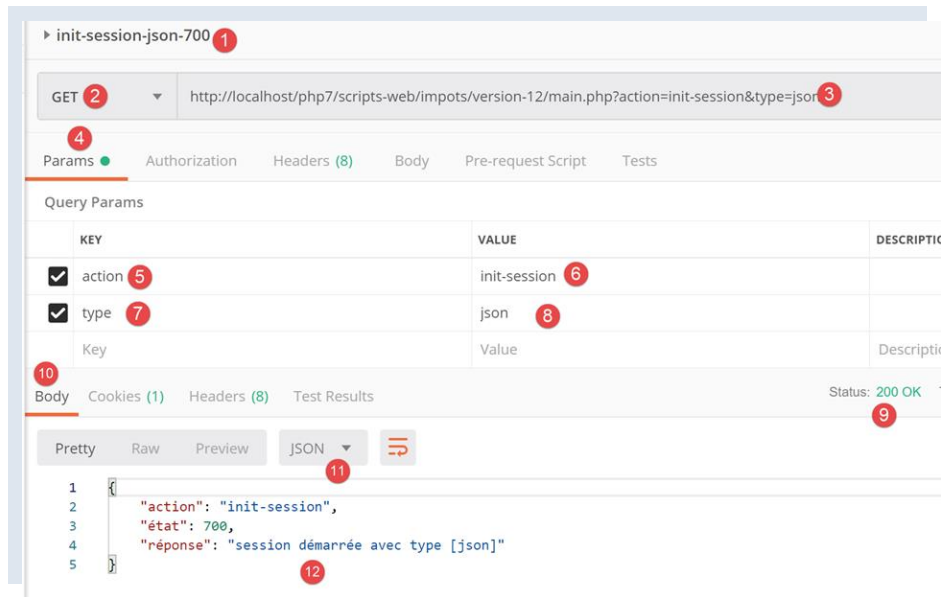 init-session-json-700 1
GET 2 http://localhost/php7/scripts-web/impots/version-12/main.php?action=init-session&type=json 3
4
Params Authorization Headers (8) Body Pre-request Script Tests
Query Params
KEY VALUE DESCRIPTIO
action 5 init-session 6
type 7 json 8
Key Value Descriptio
10
Body Cookies (1) Headers (8) Test Results Status: 200 OK
9
Pretty Raw Preview JSON
11
1 {
2 "action": "init-session",
3 "état": 700,
4 "réponse": "session démarrée avec type [json]"
5 }
12